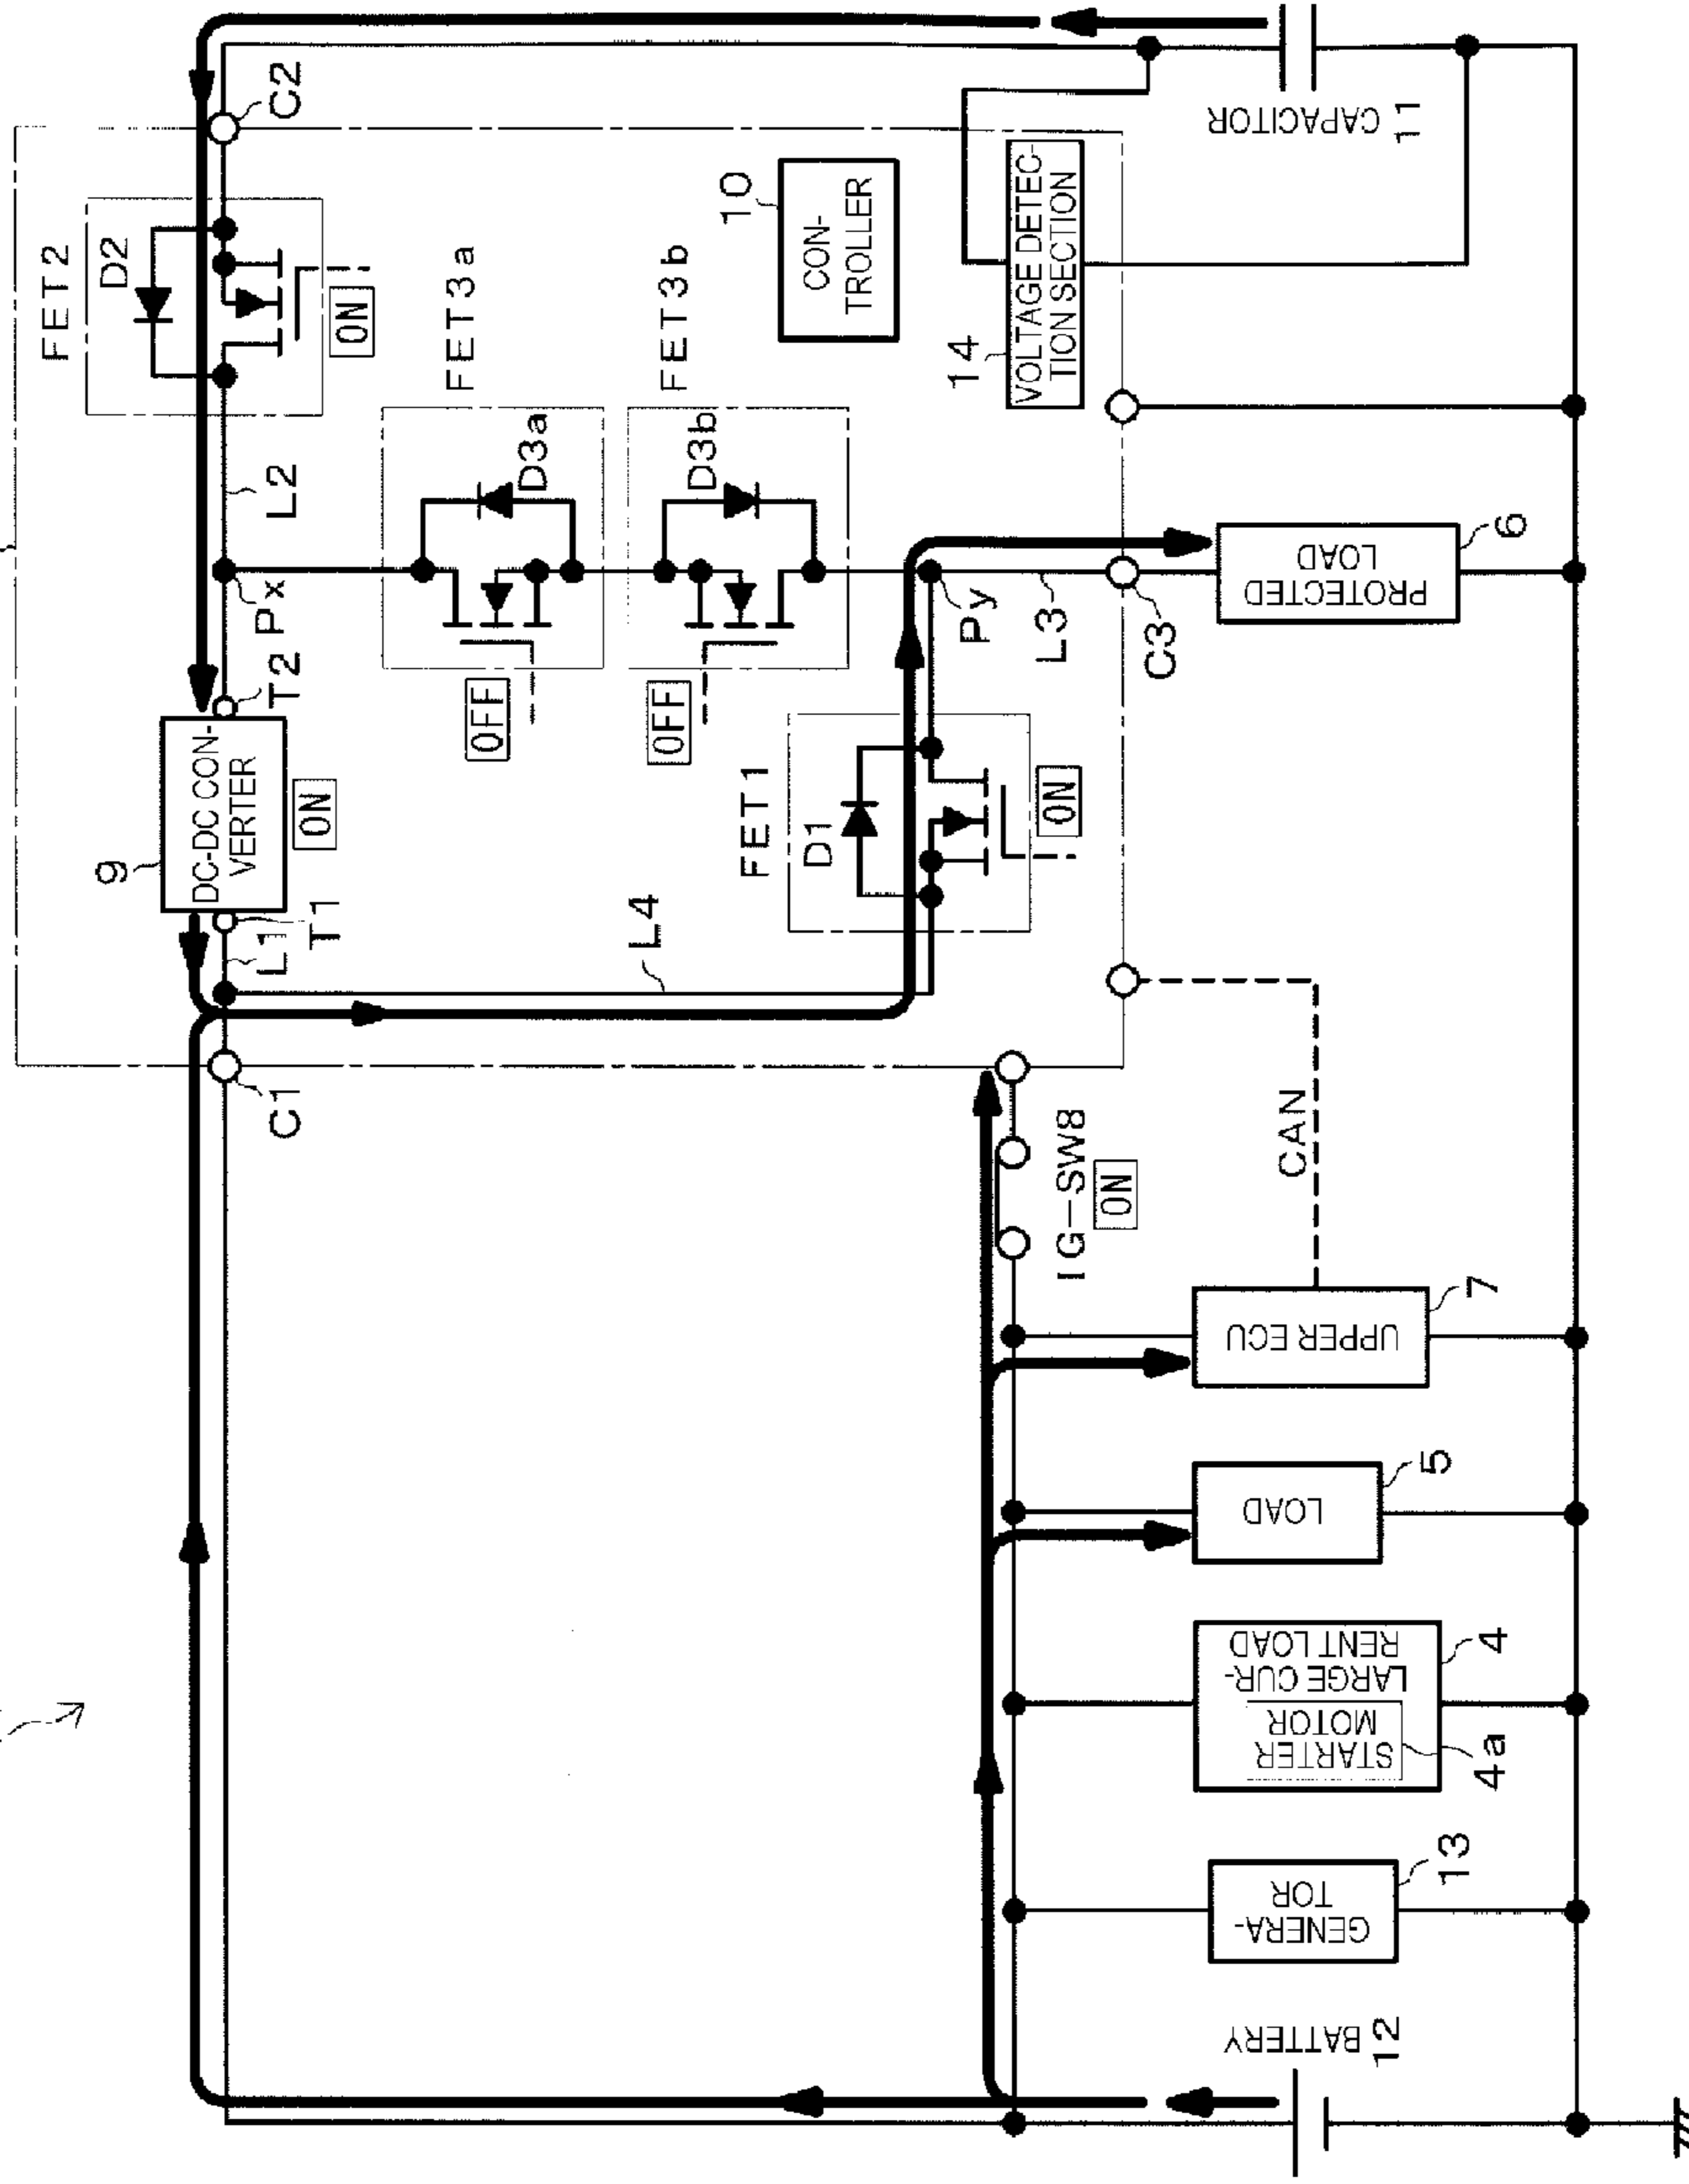 FET2
D2
ON
C2
L2
Px
T2
9
DC-DC CON-
VERTER
ON
T1
L1
C1
L4
FET3a
D3a
OFF
FET3b
D3b
OFF
10
CON-
TROLLER
14
VOLTAGE DETEC-
TION SECTION
CAPACITOR
11
FET1
D1
ON
Py
L3
C3
PROTECTED
LOAD
6
IG-SW8
ON
CAN
UPPER ECU
7
LOAD
5
LARGE CUR-
RENT LOAD
4
STARTER
MOTOR
4a
GENERA-
TOR
13
BATTERY
12